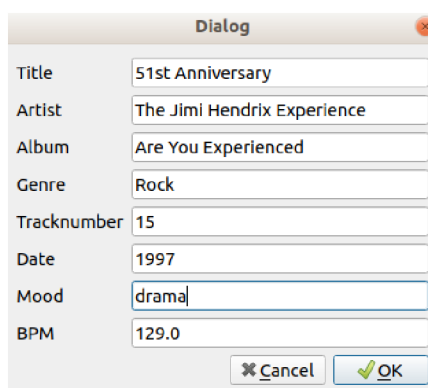 Dialog
Title 51st Anniversary
Artist The Jimi Hendrix Experience
Album Are You Experienced
Genre Rock
Tracknumber 15
Date 1997
Mood drama
BPM 129.0
Cancel OK